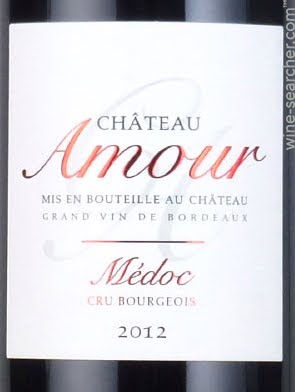 CHÂTEAU
Amour
MIS EN BOUTEILLE AU CHÂTEAU
GRAND VIN DE BORDEAUX
Médoc
CRU BOURGEOIS
2012
wine-searcher.com